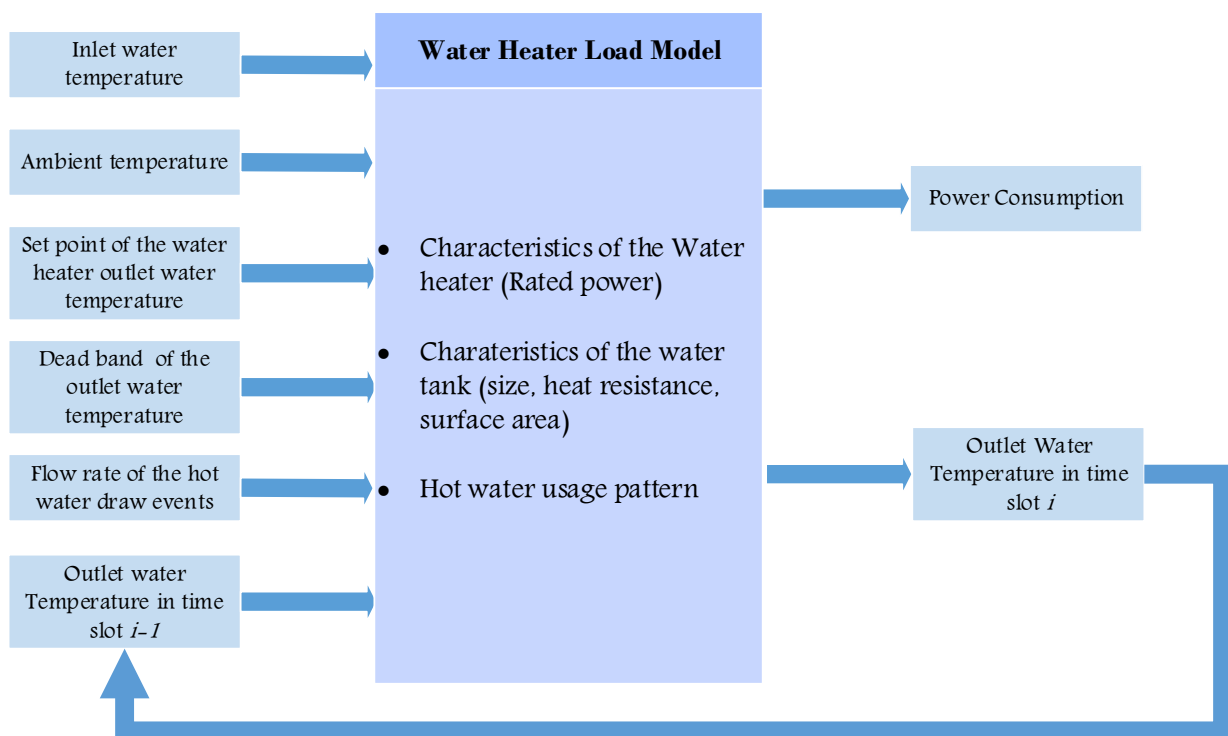 Inlet water
temperature
Ambient temperature
Set point of the water
heater outlet water
temperature
Dead band of the
outlet water
temperature
Flow rate of the hot
water draw events
Outlet water
Temperature in time
slot i-1
Water Heater Load Model
• Characteristics of the Water
heater (Rated power)
• Charateristics of the water
tank (size, heat resistance,
surface area)
• Hot water usage pattern
Power Consumption
Outlet Water
Temperature in time
slot i